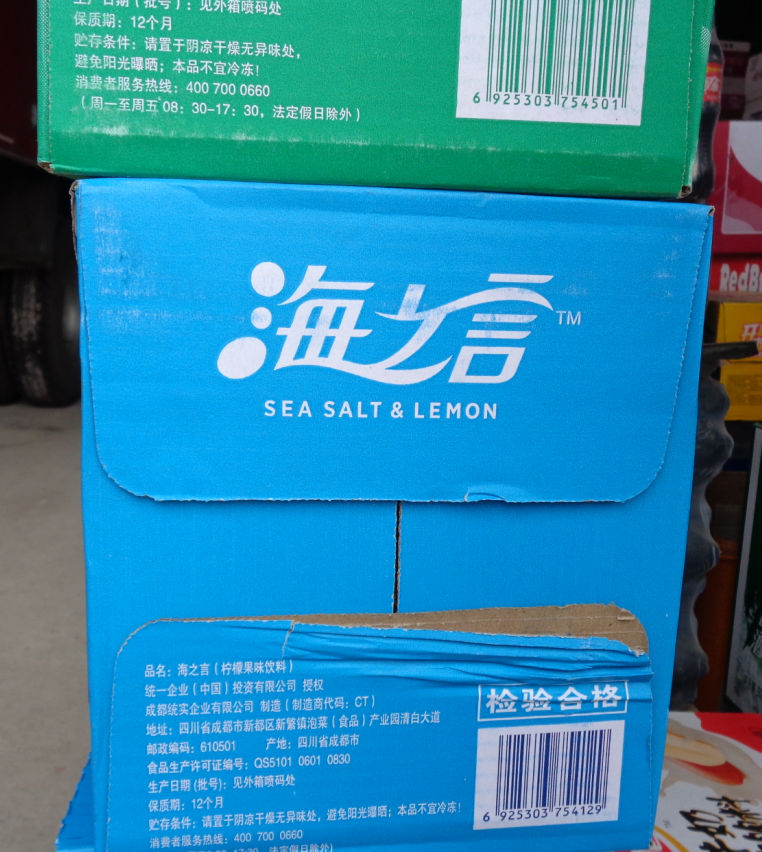 生产日期（批号）：见外箱喷码处
保质期：12个月
贮存条件：请置于阴凉干燥无异味处，
避免阳光曝晒；本品不宜冷冻！
消费者服务热线：400 700 0660
（周一至周五 08：30-17：30，法定假日除外）
6 925303 754501
海之言 TM
SEA SALT & LEMON
RedB
品名：海之言（柠檬果味饮料）
统一企业（中国）投资有限公司 授权
成都统实企业有限公司 制造（制造商代码：CT）
地址：四川省成都市新都区新繁镇泡菜（食品）产业园清白大道
邮政编码：610501 产地：四川省成都市
食品生产许可证编号：QS5101 0601 0830
生产日期（批号）：见外箱喷码处
保质期：12个月
贮存条件：请置于阴凉干燥无异味处，避免阳光曝晒；本品不宜冷冻！
消费者服务热线：400 700 0660
法定假日除外）
检验合格
6 925303 754129